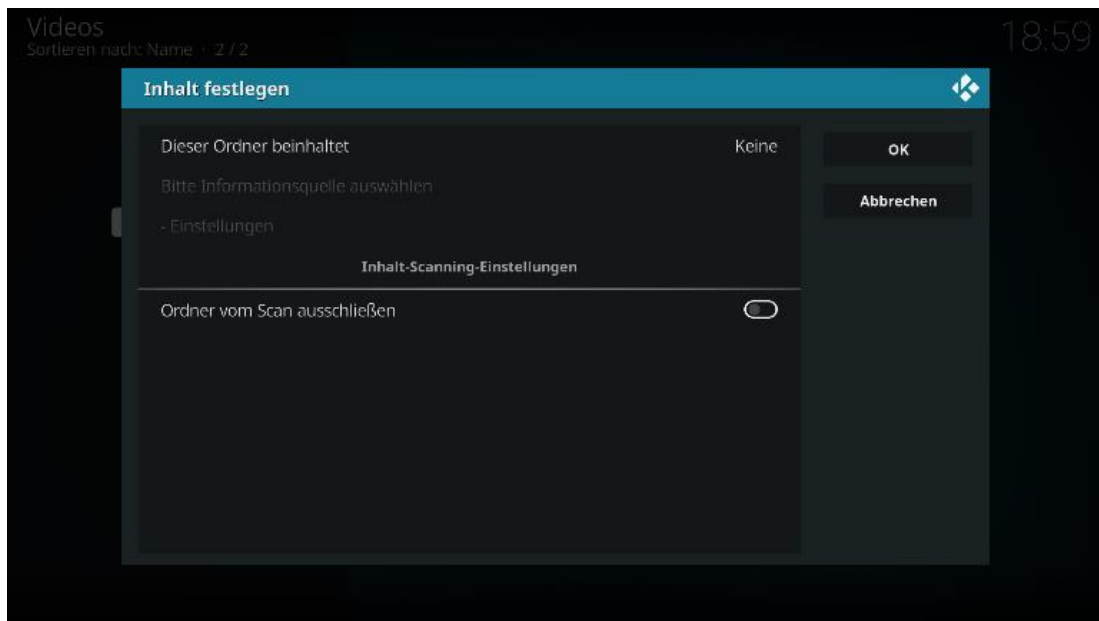 Videos
Sortieren nach: Name · 2 / 2
18:59
Inhalt festlegen
Dieser Ordner beinhaltet
Keine
Bitte Informationsquelle auswählen
- Einstellungen
Inhalt-Scanning-Einstellungen
Ordner vom Scan ausschließen
OK
Abbrechen